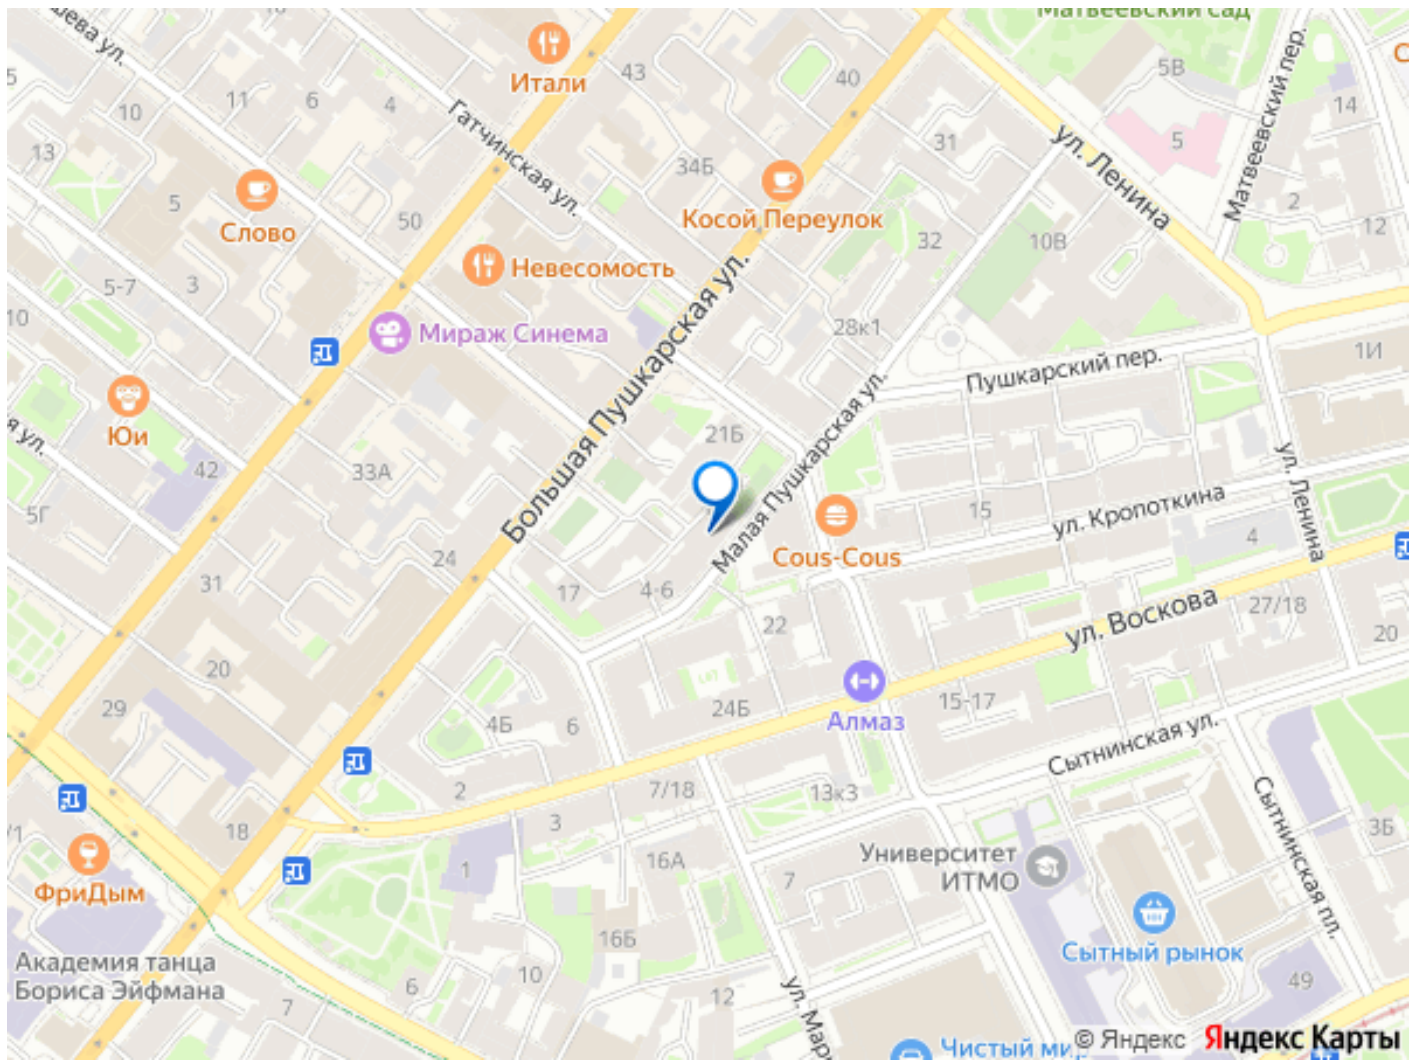 Матвеевский сад
Итали
43
40
5В
11
6
4
10
14
Гатчинская ул.
ул. Ленина
Матвеевский пер.
5
13
31
34Б
Косой Переулок
Слово
5
50
2
12
32
10В
Невесомость
Большая Пушкарская ул.
5-7
3
10
28к1
Мираж Синема
1И
Пушкарский пер.
Юи
21Б
Малая Пушкарская ул.
42
33А
ул. Ленина
15
ул. Кропоткина
5Г
Cous-Cous
4
24
31
17
4-6
27/18
ул. Воскова
22
20
20
29
4Б
6
24Б
Алмаз
15-17
Сытнинская ул.
2
7/18
13к3
3
18
Сытнинская пл.
3Б
ФриДым
1
16А
7
Университет
ИТМО
Сытный рынок
16Б
Академия танца
Бориса Эйфмана
10
6
7
12
49
© Яндекс
Яндекс Карты